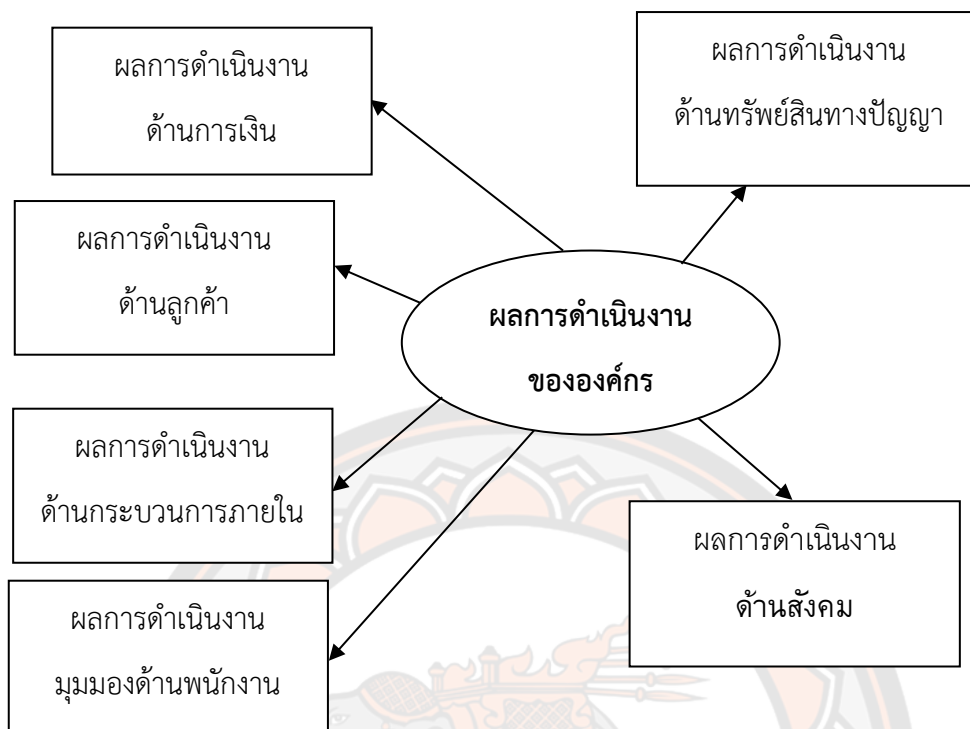 ผลการดำเนินงาน
ด้านการเงิน
ผลการดำเนินงาน
ด้านทรัพย์สินทางปัญญา
ผลการดำเนินงาน
ด้านลูกค้า
ผลการดำเนินงาน
ขององค์กร
ผลการดำเนินงาน
ด้านกระบวนการภายใน
ผลการดำเนินงาน
ด้านสังคม
ผลการดำเนินงาน
มุมมองด้านพนักงาน